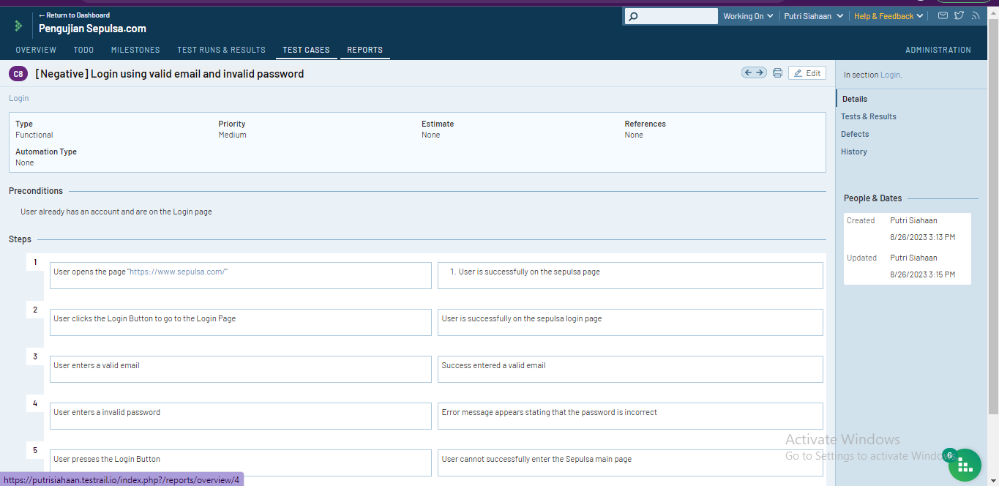 ← Return to Dashboard
Pengujian Sepulsa.com
Working On
Putri Siahaan
Help & Feedback
OVERVIEW TODO MILESTONES TEST RUNS & RESULTS TEST CASES REPORTS ADMINISTRATION
C8 [Negative] Login using valid email and invalid password
Edit
Login
Type Priority Estimate References
Functional Medium None None
Automation Type
None
Preconditions
User already has an account and are on the Login page
Steps
1 User opens the page "https://www.sepulsa.com/" 1. User is successfully on the sepulsa page
2 User clicks the Login Button to go to the Login Page User is successfully on the sepulsa login page
3 User enters a valid email Success entered a valid email
4 User enters a invalid password Error message appears stating that the password is incorrect
5 User presses the Login Button User cannot successfully enter the Sepulsa main page
In section Login.
Details
Tests & Results
Defects
History
People & Dates
Created Putri Siahaan
8/26/2023 3:13 PM
Updated Putri Siahaan
8/26/2023 3:15 PM
Activate Windows
Go to Settings to activate Windows.
6
https://putrisiahaan.testrail.io/index.php?/reports/overview/4